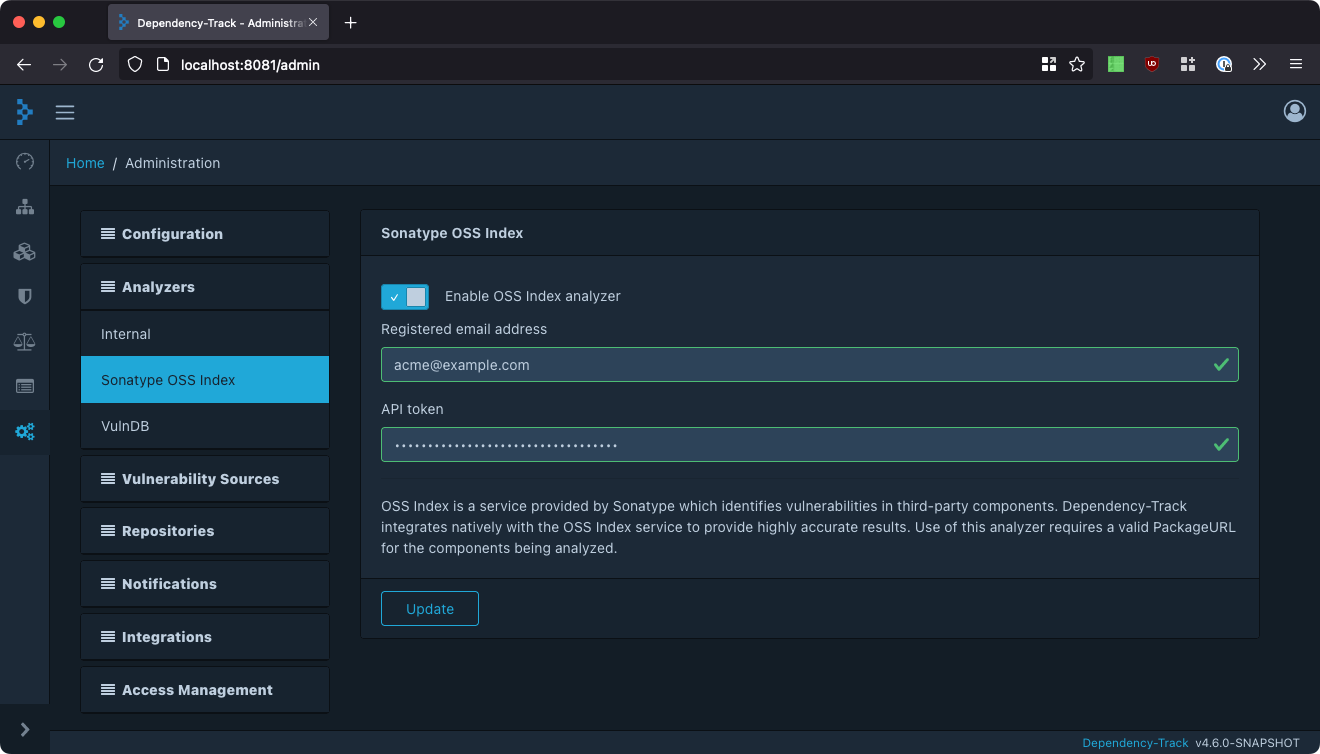 Dependency-Track - Administra
localhost:8081/admin
Home / Administration
Configuration
Analyzers
Internal
Sonatype OSS Index
VulnDB
Vulnerability Sources
Repositories
Notifications
Integrations
Access Management
Sonatype OSS Index
Enable OSS Index analyzer
Registered email address
acme@example.com
API token
••••••••••••••••••••••••••••••••••
OSS Index is a service provided by Sonatype which identifies vulnerabilities in third-party components. Dependency-Track
integrates natively with the OSS Index service to provide highly accurate results. Use of this analyzer requires a valid PackageURL
for the components being analyzed.
Update
Dependency-Track v4.6.0-SNAPSHOT